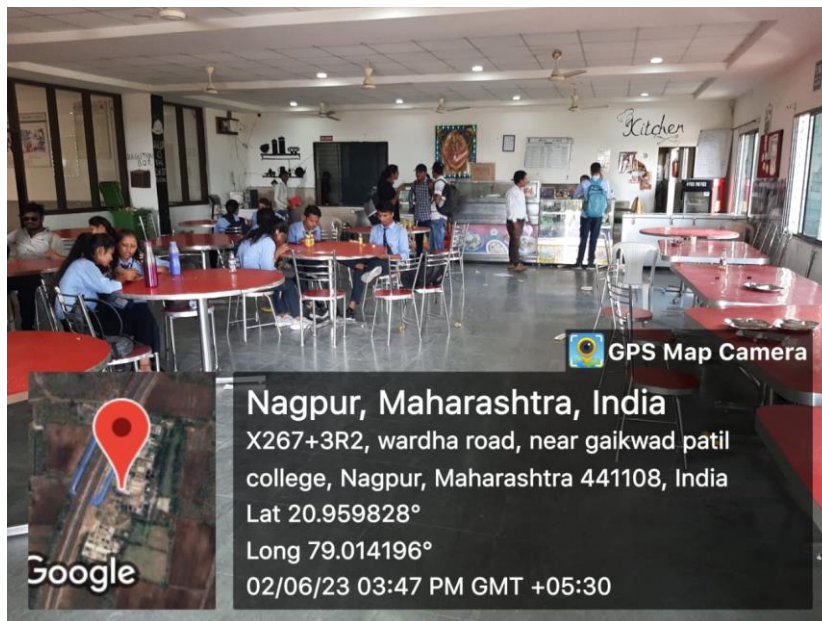 Kitchen
GPS Map Camera
Nagpur, Maharashtra, India
X267+3R2, wardha road, near gaikwad patil
college, Nagpur, Maharashtra 441108, India
Lat 20.959828°
Long 79.014196°
02/06/23 03:47 PM GMT +05:30
Google